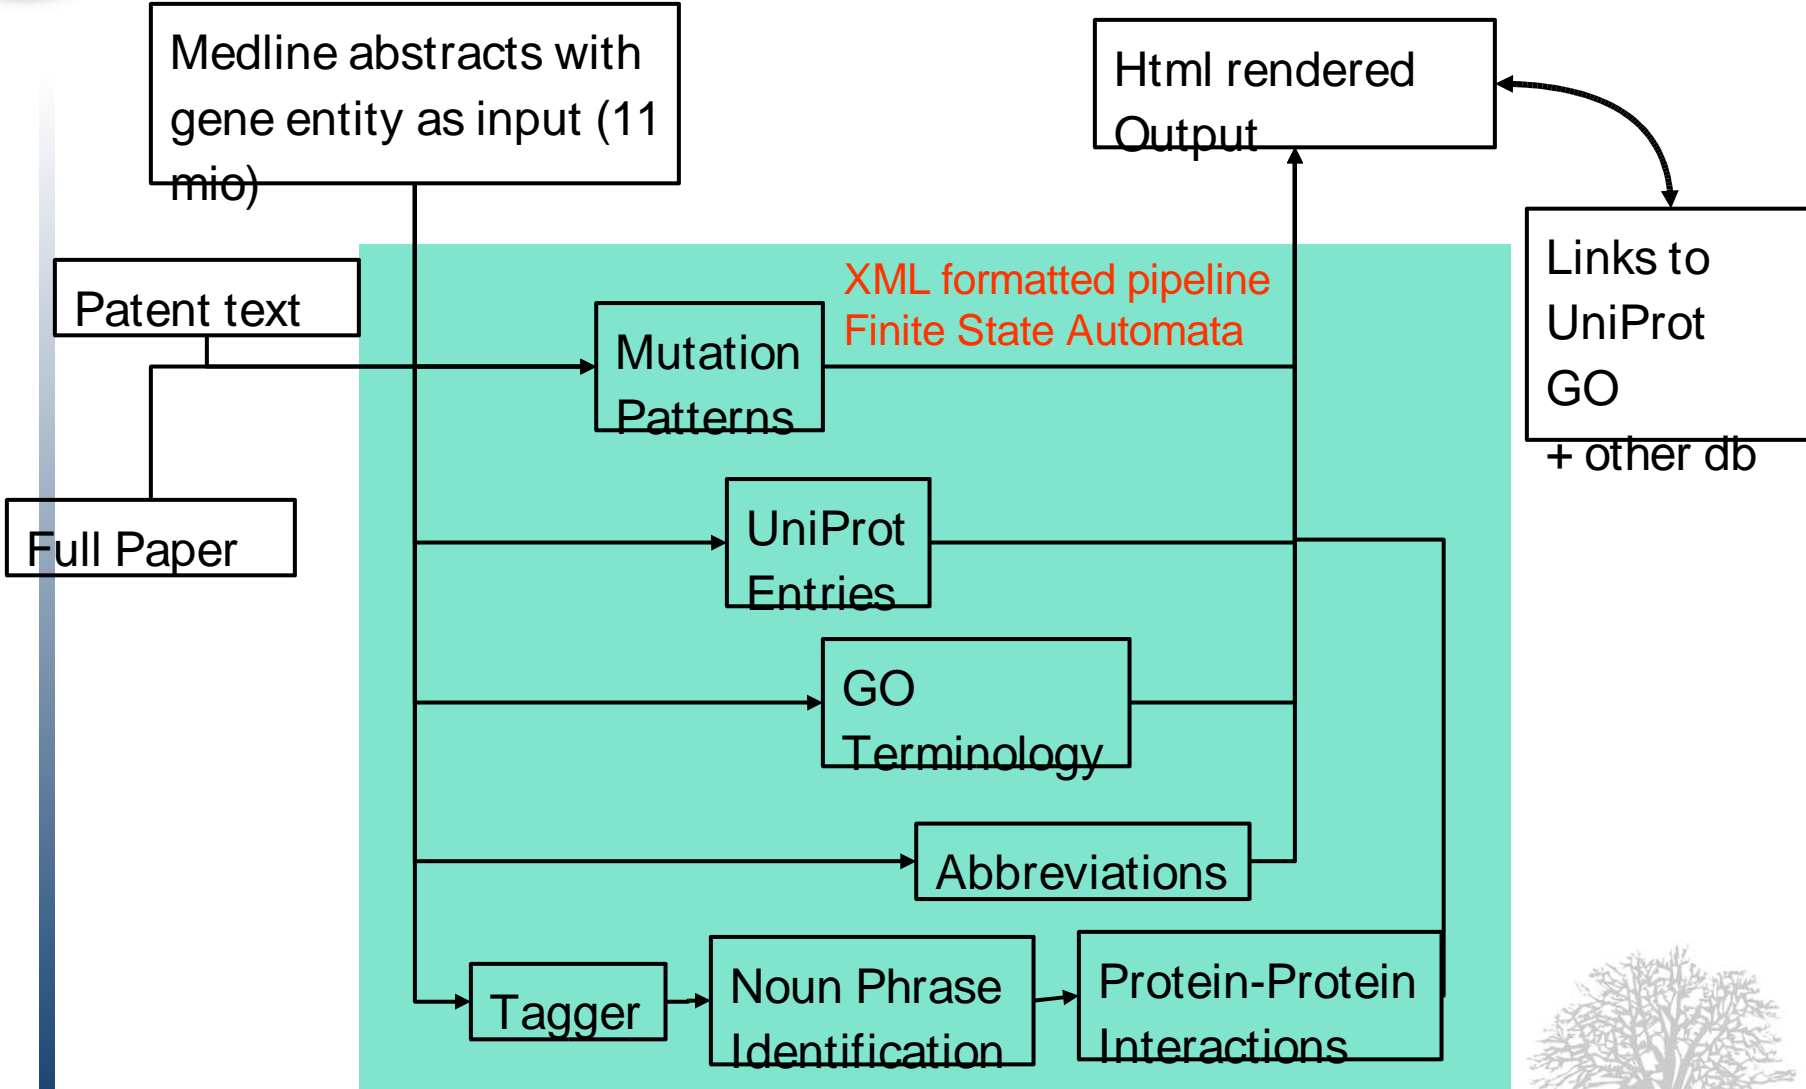 Medline abstracts with
gene entity as input (11
mio)
Html rendered
Output
Links to
UniProt
GO
+ other db
Patent text
XML formatted pipeline
Finite State Automata
Mutation
Patterns
Full Paper
UniProt
Entries
GO
Terminology
Abbreviations
Tagger
Noun Phrase
Identification
Protein-Protein
Interactions